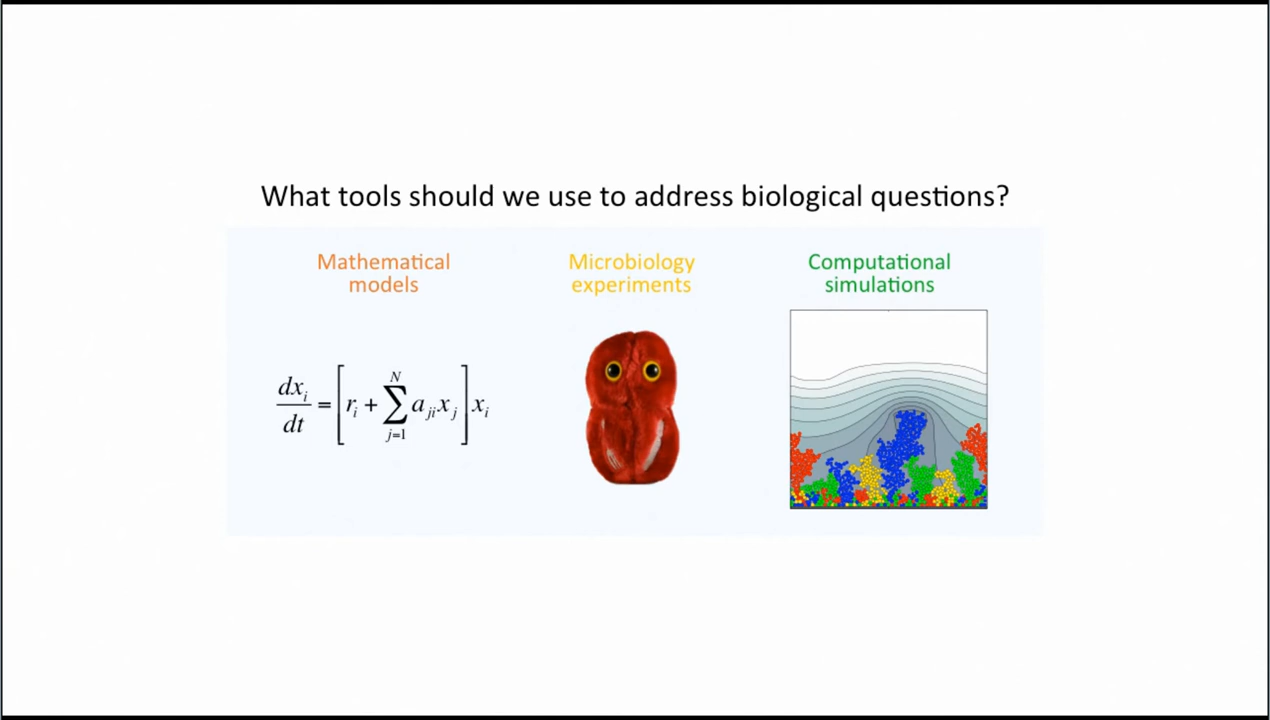 What tools should we use to address biological questions?
Mathematical
models
Microbiology
experiments
Computational
simulations
dx_i/dt = [r_i + ∑_{j=1}^{N} a_{ji} x_j] x_i